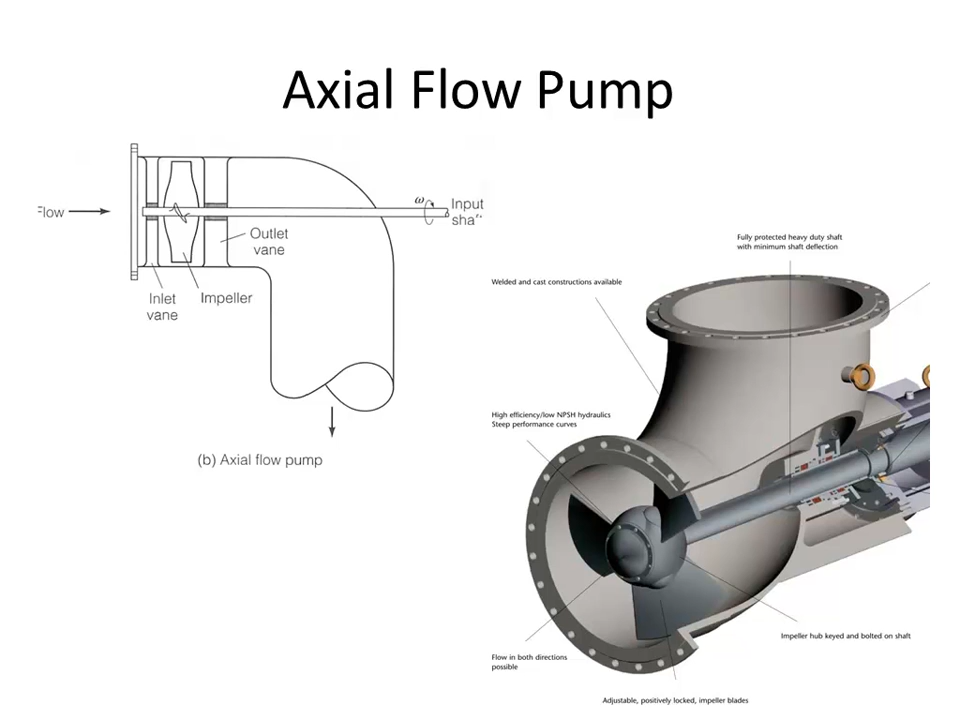 Axial Flow Pump
Flow
ω
Input
Outlet
vane
Inlet
vane
Impeller
(b) Axial flow pump
Fully protected heavy duty shaft
with minimum shaft deflection
Welded and cast constructions available
High efficiency/low NPSH hydraulics
Steep performance curves
Impeller hub keyed and bolted on shaft
Flow in both directions
possible
Adjustable, positively locked, impeller blades